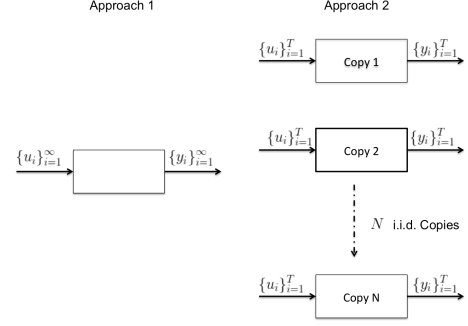 Approach 1
Approach 2
{u_i}_{i=1}^T
Copy 1
{y_i}_{i=1}^T
{u_i}_{i=1}^∞
{y_i}_{i=1}^∞
{u_i}_{i=1}^T
Copy 2
{y_i}_{i=1}^T
N i.i.d. Copies
{u_i}_{i=1}^T
Copy N
{y_i}_{i=1}^T